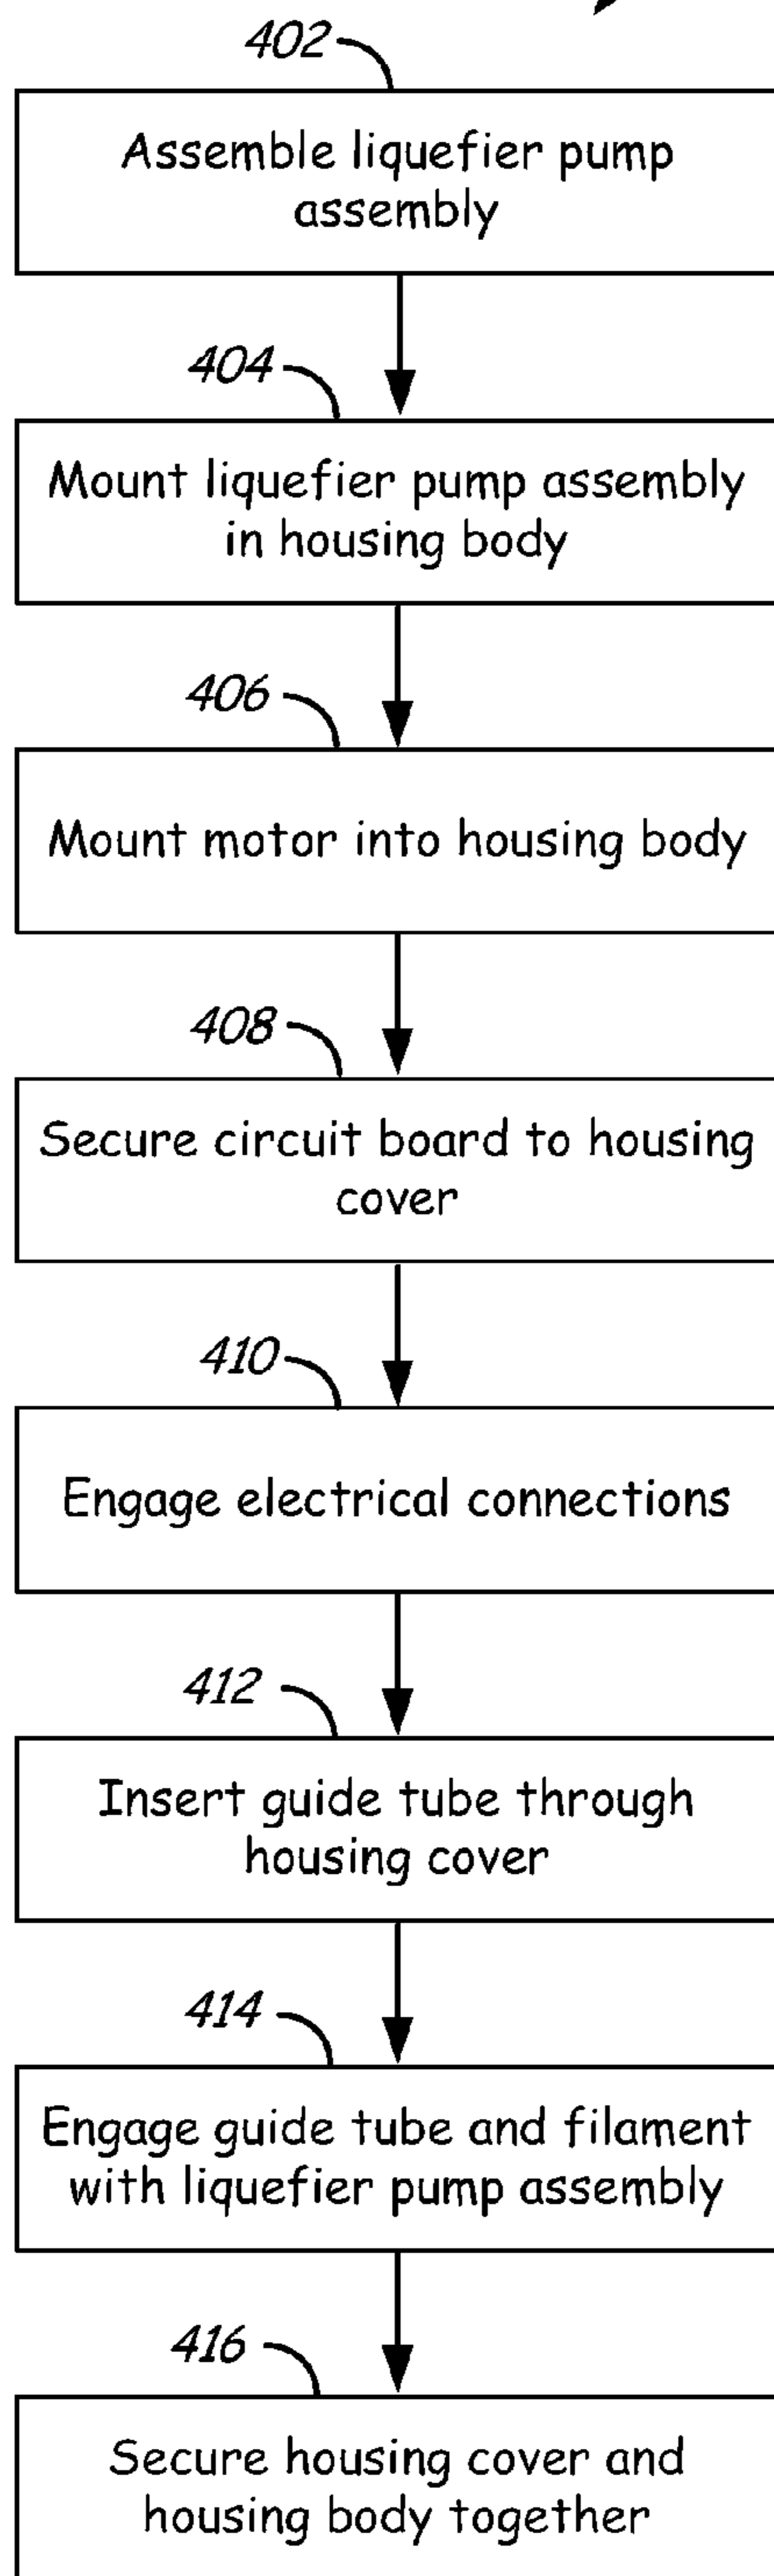 402
Assemble liquefier pump
assembly
404
Mount liquefier pump assembly
in housing body
406
Mount motor into housing body
408
Secure circuit board to housing
cover
410
Engage electrical connections
412
Insert guide tube through
housing cover
414
Engage guide tube and filament
with liquefier pump assembly
416
Secure housing cover and
housing body together